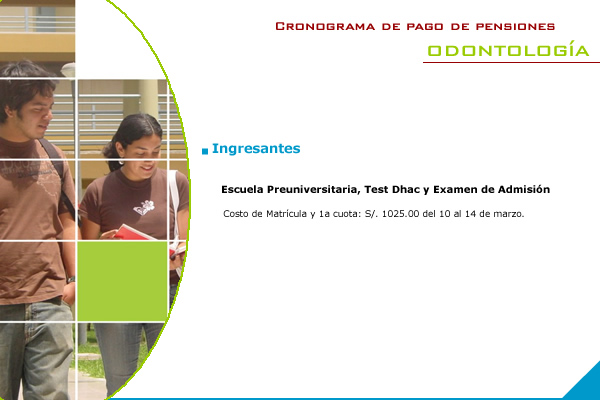 Cronograma de pago de pensiones
ODONTOLOGÍA
Ingresantes
Escuela Preuniversitaria, Test Dhac y Examen de Admisión
Costo de Matrícula y 1a cuota: S/. 1025.00 del 10 al 14 de marzo.